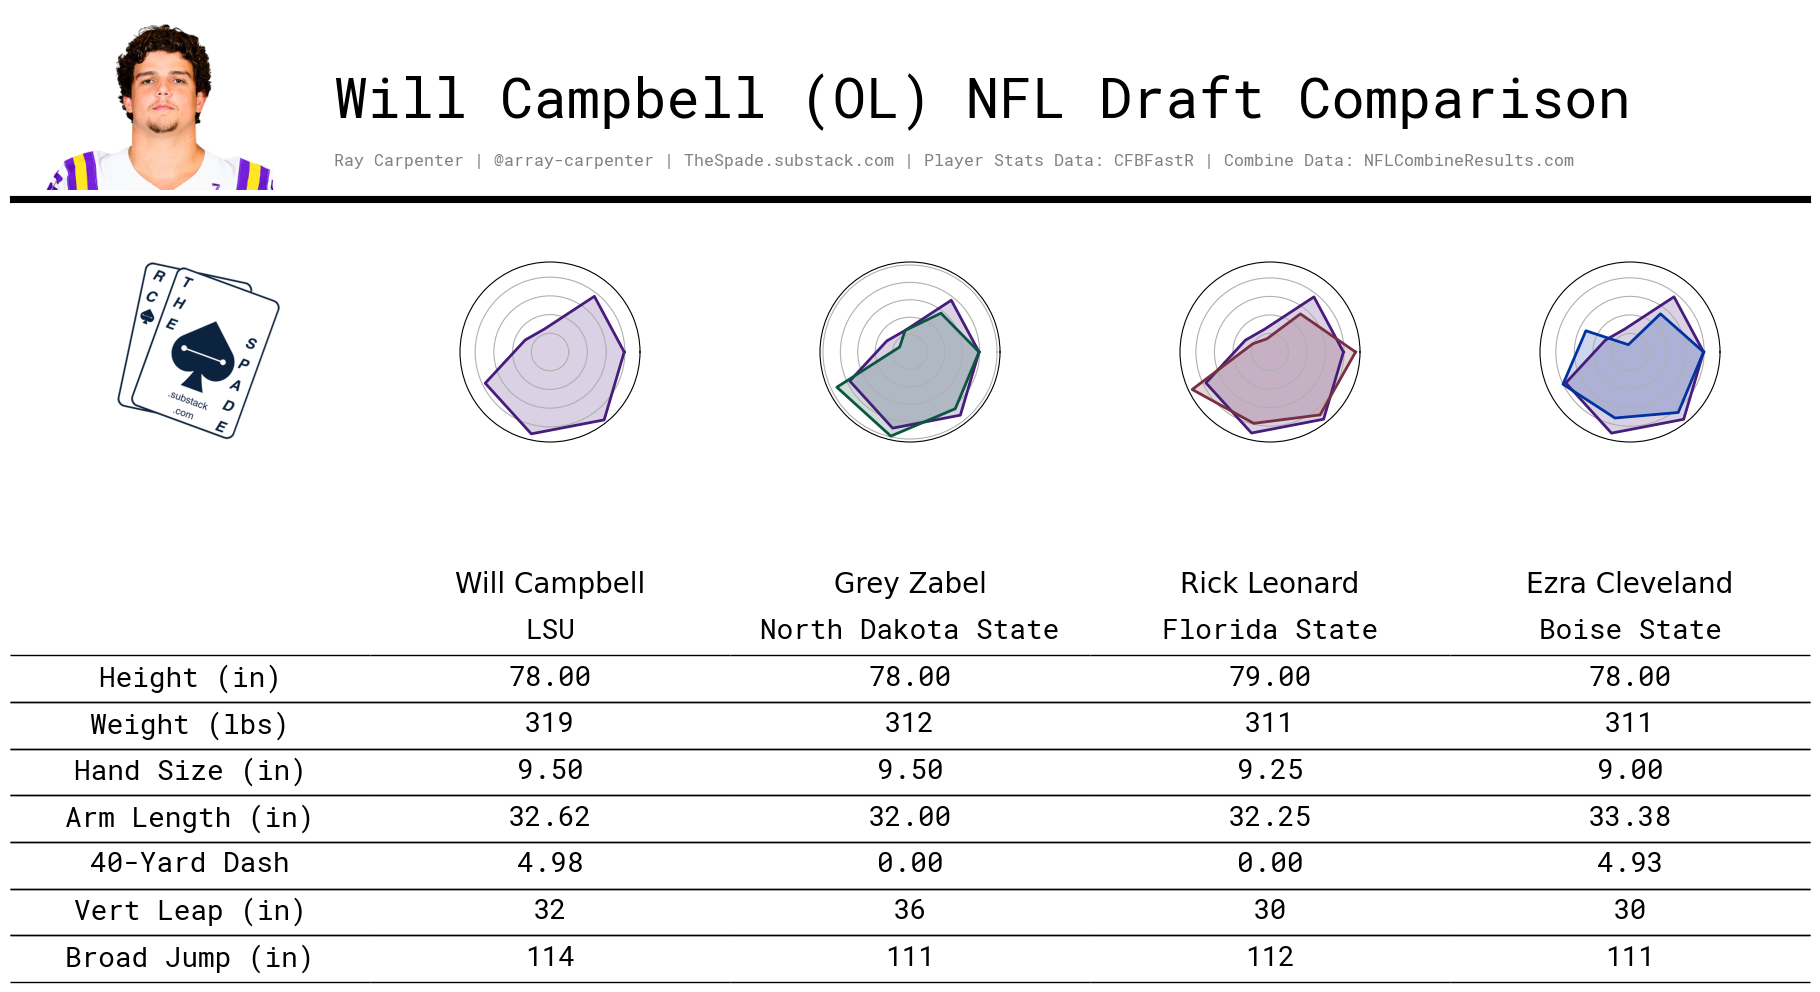 Will Campbell (OL) NFL Draft Comparison
Ray Carpenter | @array-carpenter | TheSpade.substack.com | Player Stats Data: CFBFastR | Combine Data: NFLCombineResults.com
7
R C
THE
SPADE
.substack
.com
Will Campbell Grey Zabel Rick Leonard Ezra Cleveland
LSU North Dakota State Florida State Boise State
Height (in) 78.00 78.00 79.00 78.00
Weight (lbs) 319 312 311 311
Hand Size (in) 9.50 9.50 9.25 9.00
Arm Length (in) 32.62 32.00 32.25 33.38
40-Yard Dash 4.98 0.00 0.00 4.93
Vert Leap (in) 32 36 30 30
Broad Jump (in) 114 111 112 111